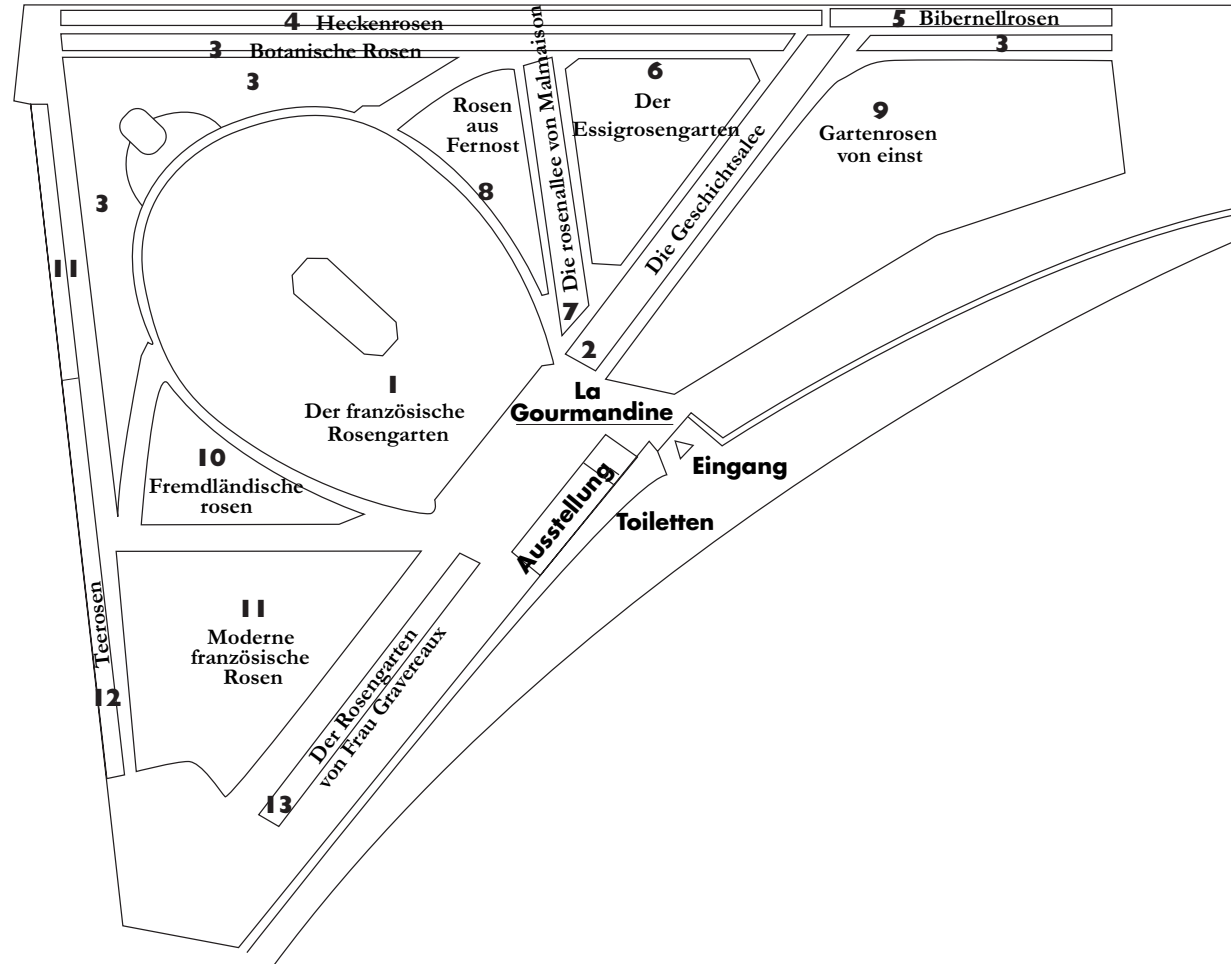 4 Heckenrosen
5 Bibernellrosen
3 Botanische Rosen
3
3
3
Die rosenallee von Malmaison
7
6
Der
Essigrosengarten
Rosen
aus
Fernost
8
9
Gartenrosen
von einst
Die Geschichtsalee
2
11
1
Der französische
Rosengarten
La
Gourmandine
Eingang
Ausstellung
Toiletten
10
Fremdländische
rosen
Teerosen
12
11
Moderne
französische
Rosen
Der Rosengarten
von Frau Gravereaux
13